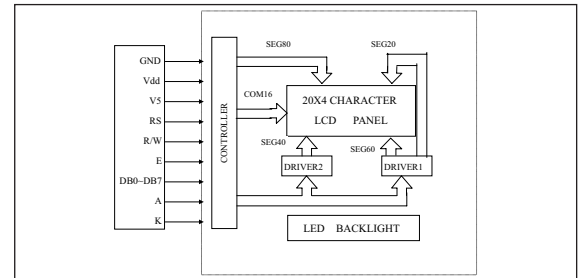 GND
Vdd
V5
RS
R/W
E
DB0~DB7
A
K
CONTROLLER
SEG80
SEG20
COM16
20X4 CHARACTER
LCD PANEL
SEG40
SEG60
DRIVER2
DRIVER1
LED BACKLIGHT